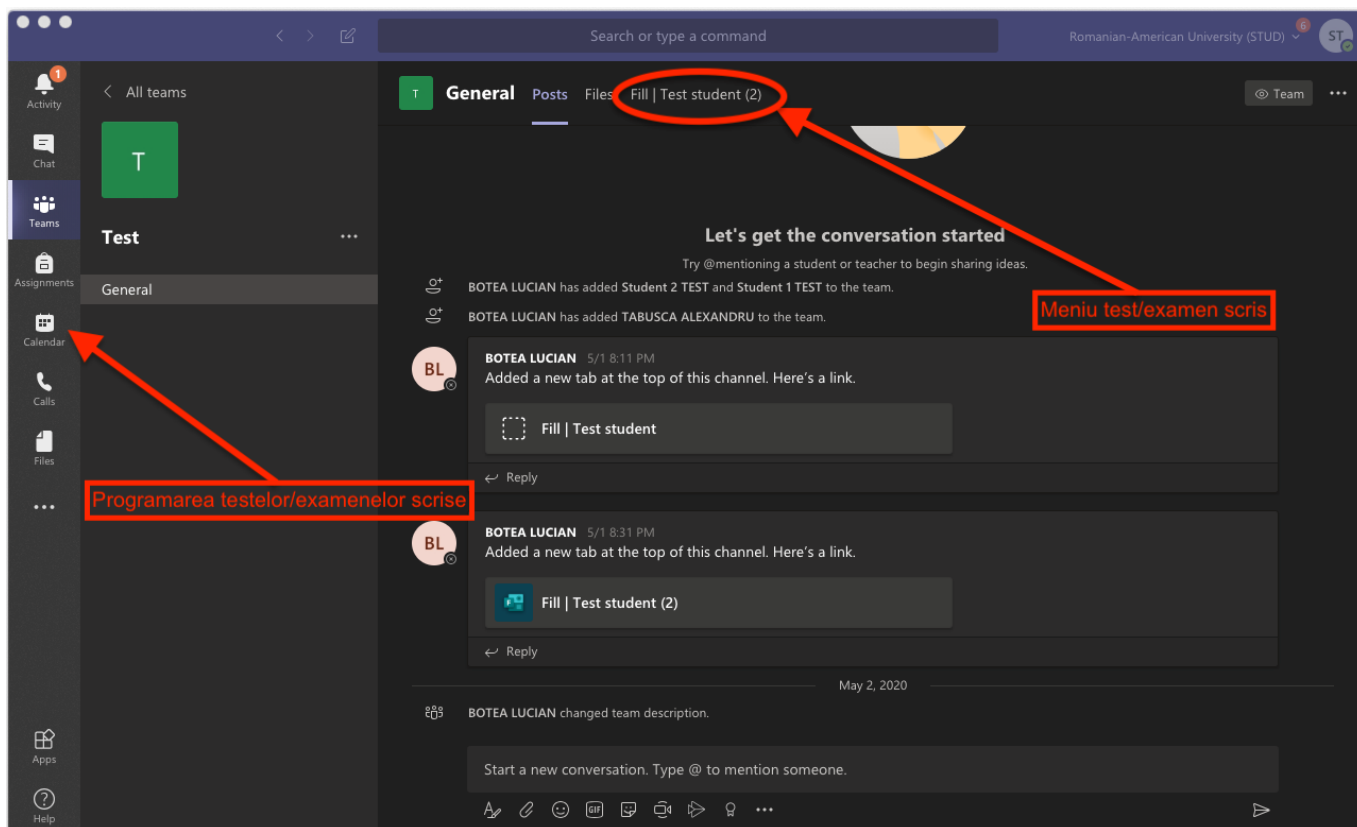 Search or type a command
Romanian-American University (STUD)
6
ST
1
Activity
Chat
Teams
Assignments
Calendar
Calls
Files
Apps
Help
All teams
T
Test
General
T
General Posts Files Fill | Test student (2)
Team
Let's get the conversation started
Try @mentioning a student or teacher to begin sharing ideas.
BOTEA LUCIAN has added Student 2 TEST and Student 1 TEST to the team.
BOTEA LUCIAN has added TABUSCA ALEXANDRU to the team.
Meniu test/examen scris
BL
BOTEA LUCIAN 5/1 8:11 PM
Added a new tab at the top of this channel. Here's a link.
Fill | Test student
Reply
Programarea testelor/examenelor scrise
BL
BOTEA LUCIAN 5/1 8:31 PM
Added a new tab at the top of this channel. Here's a link.
Fill | Test student (2)
Reply
May 2, 2020
BOTEA LUCIAN changed team description.
Start a new conversation. Type @ to mention someone.
GIF